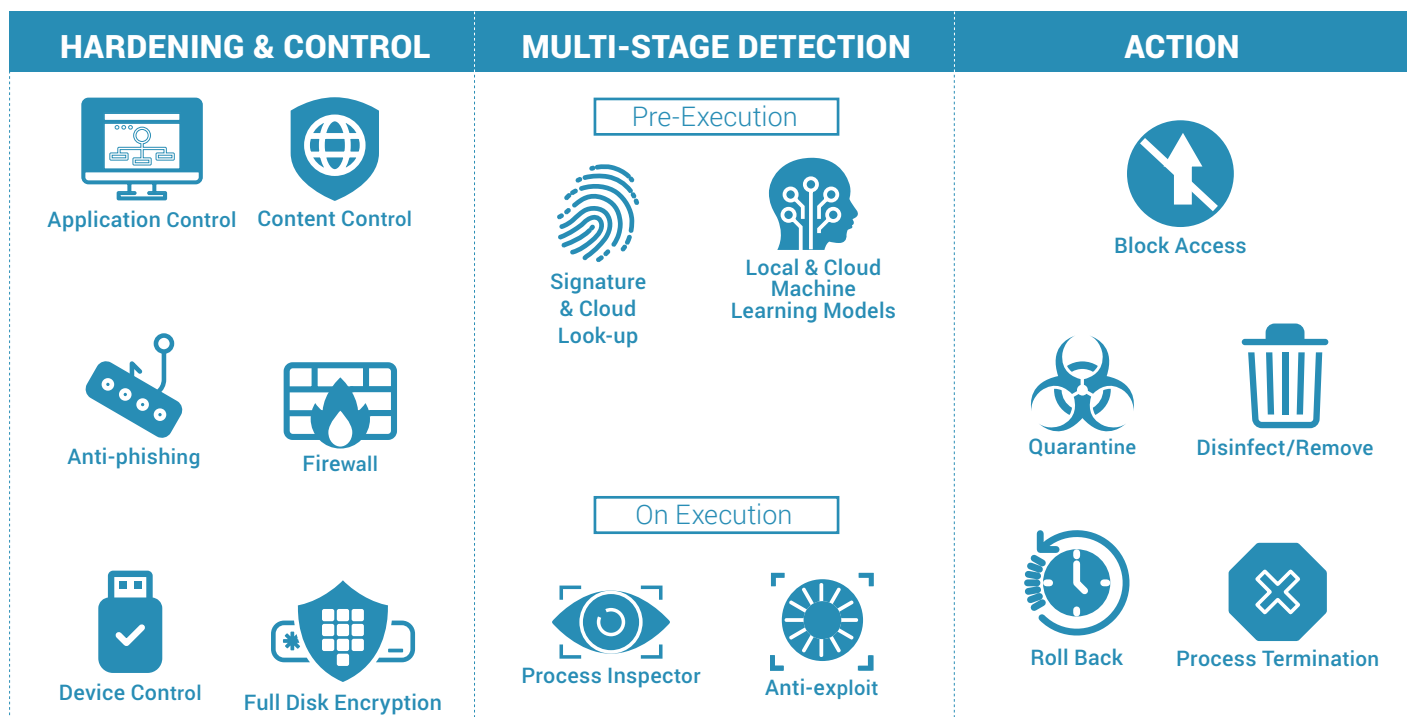 HARDENING & CONTROL
Application Control
Content Control
Anti-phishing
Firewall
Device Control
Full Disk Encryption
MULTI-STAGE DETECTION
Pre-Execution
Signature
& Cloud
Look-up
Local & Cloud
Machine
Learning Models
On Execution
Process Inspector
Anti-exploit
ACTION
Block Access
Quarantine
Disinfect/Remove
Roll Back
Process Termination